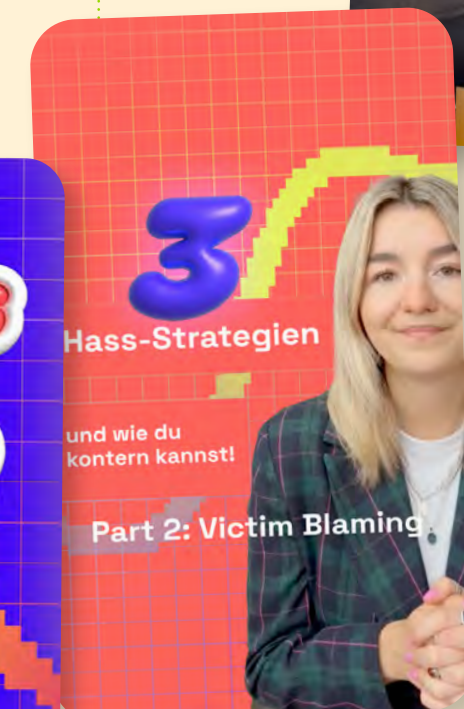 3
Hass-Strategien
und wie du
kontern kannst!
Part 2: Victim Blaming